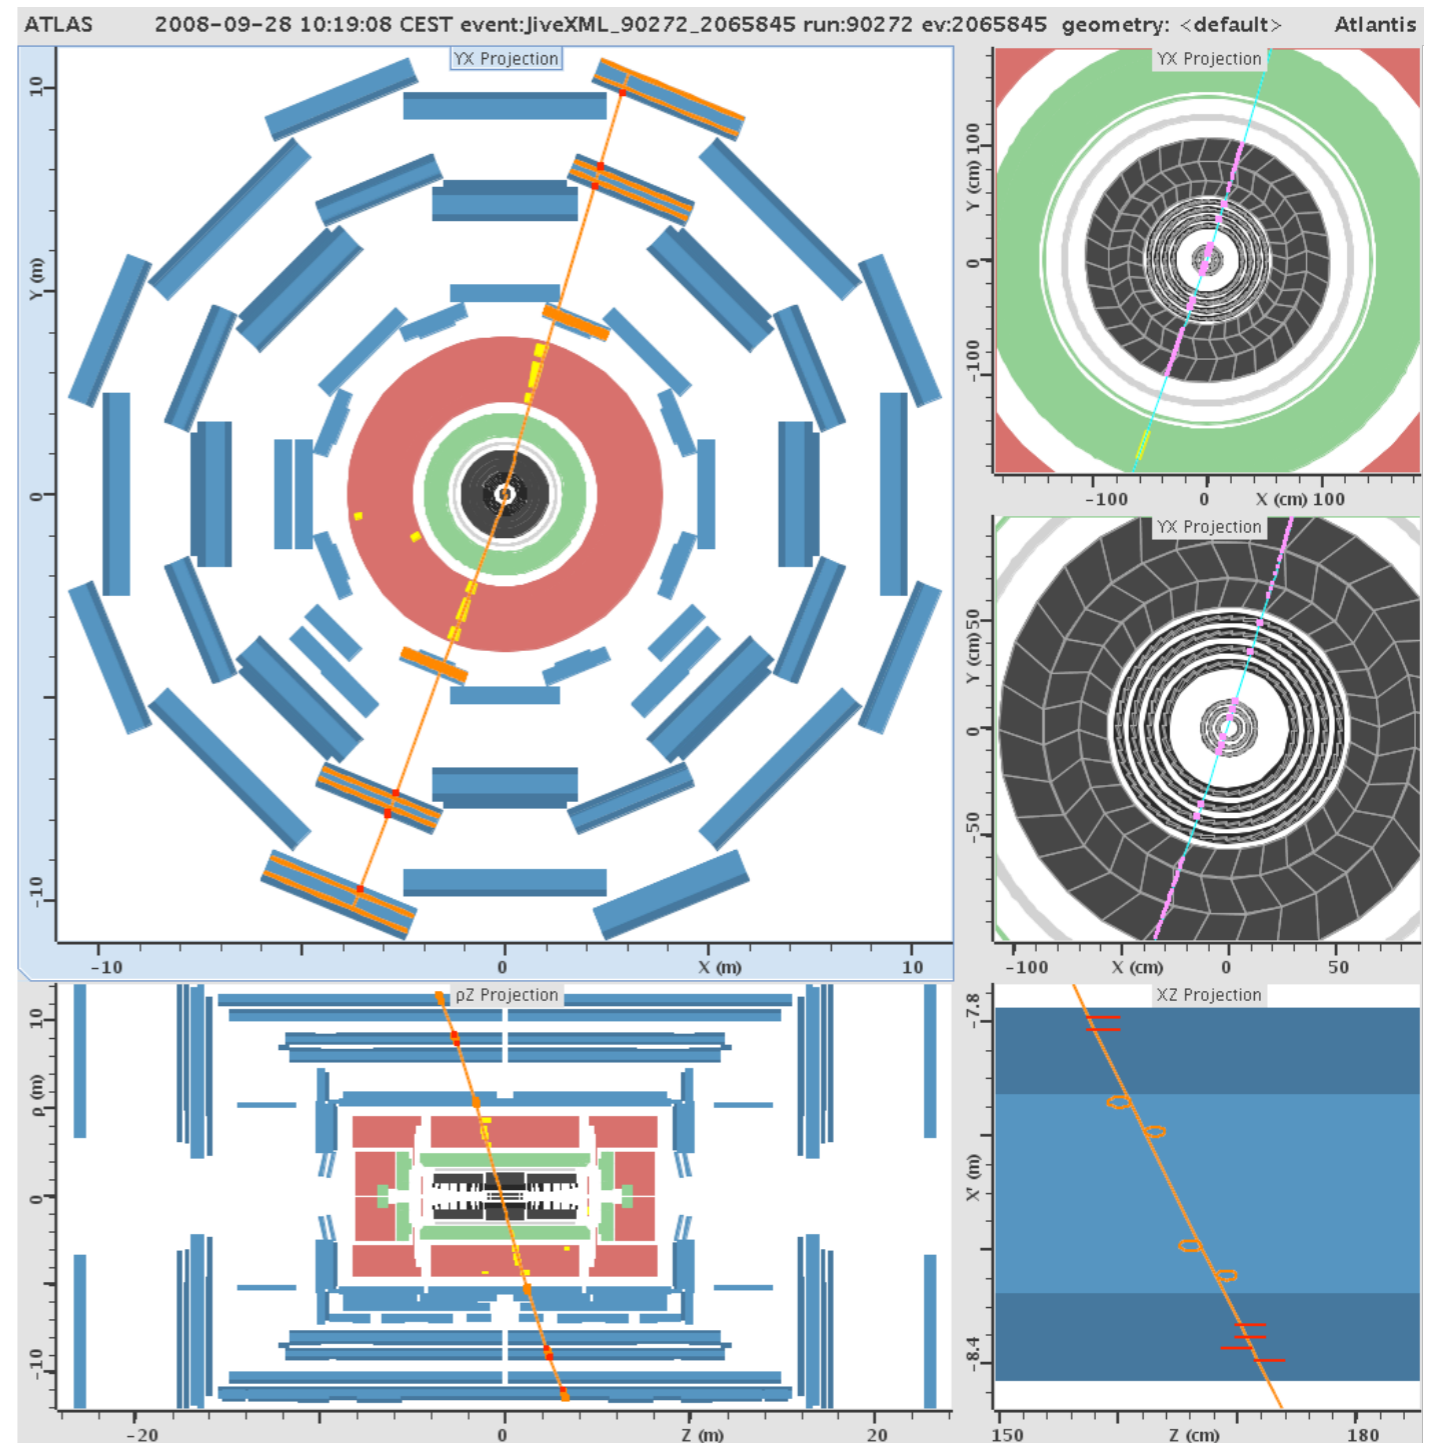 ATLAS 2008-09-28 10:19:08 CEST event:JiveXML_90272_2065845 run:90272 ev:2065845 geometry: <default> Atlantis
YX Projection
10
Y (m)
0
-10
-10 0 X (m) 10
YX Projection
100
Y (cm)
0
-100
-100 0 X (cm) 100
YX Projection
50
Y (cm)
0
-50
-100 X (cm) 0 50
ρZ Projection
10
ρ (m)
0
-10
-20 0 Z (m) 20
XZ Projection
-7.8
X' (m)
-8.4
150 Z (cm) 180